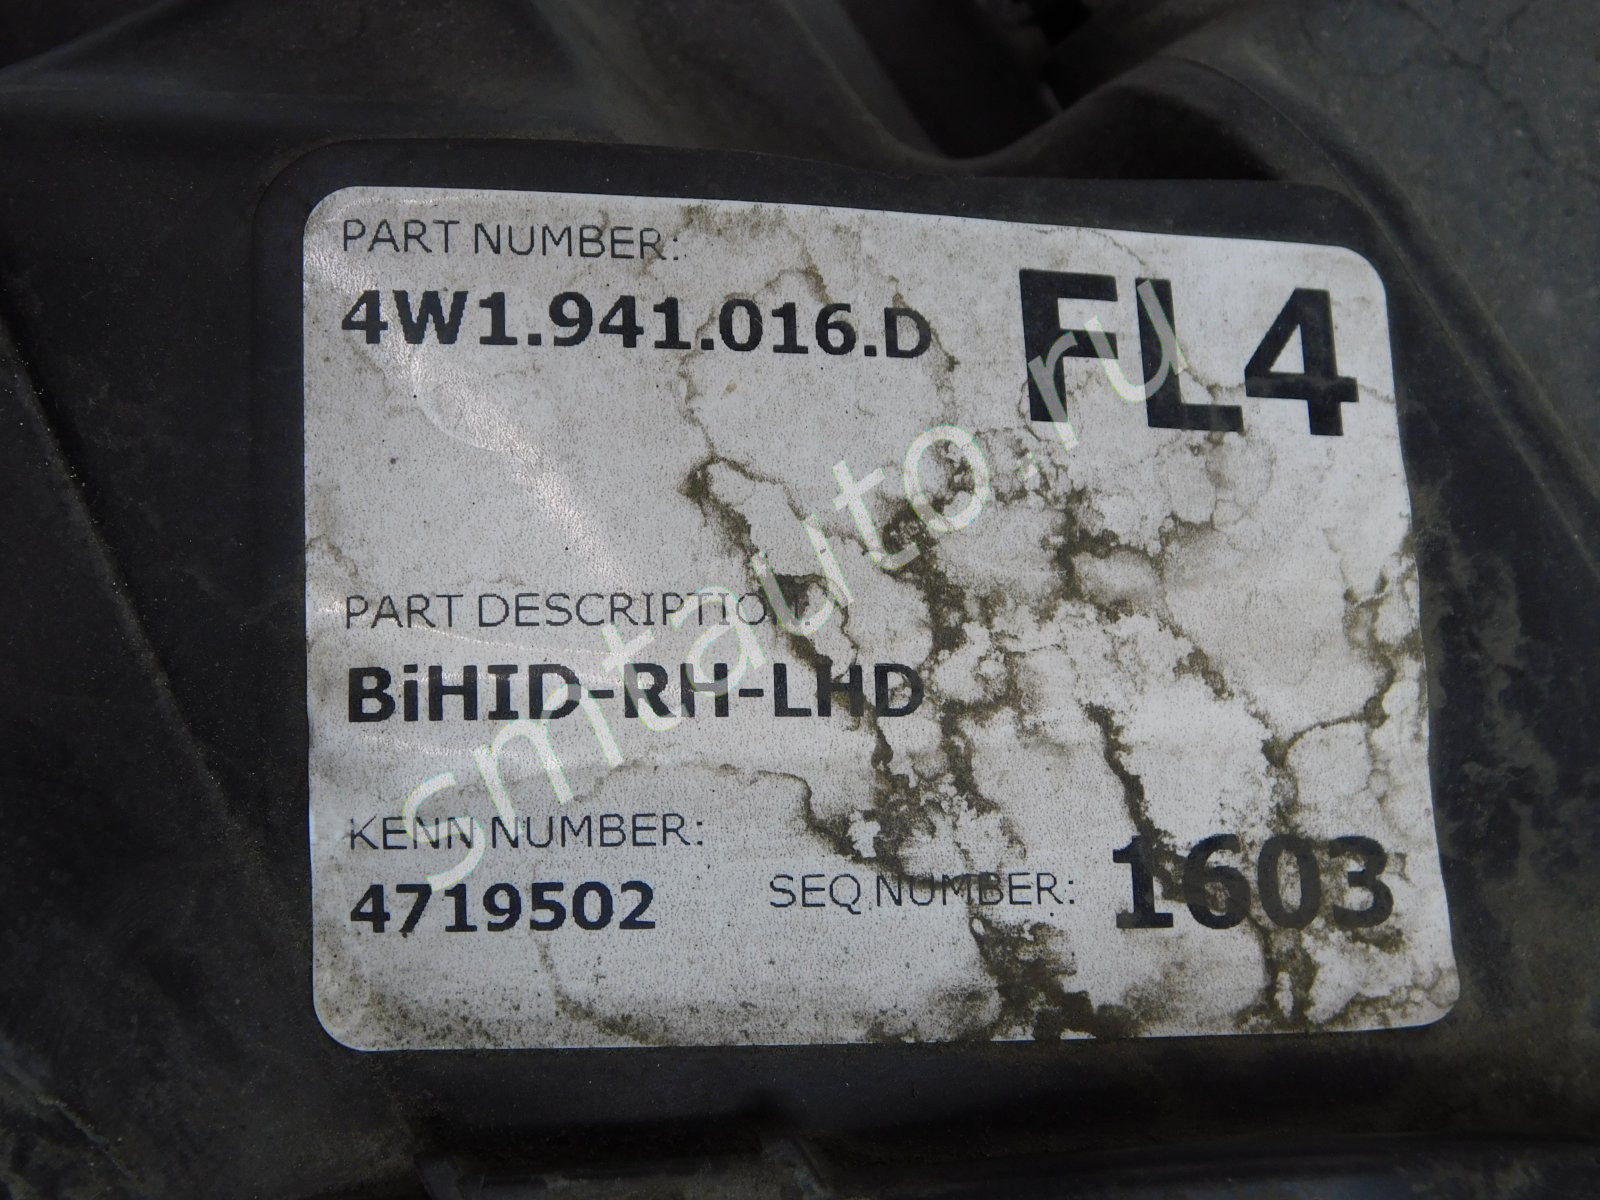 PART NUMBER:
4W1.941.016.D
FL4
PART DESCRIPTION:
BiHID-RH-LHD
KENN NUMBER:
4719502
SEQ NUMBER: 1603
smtauto.ru